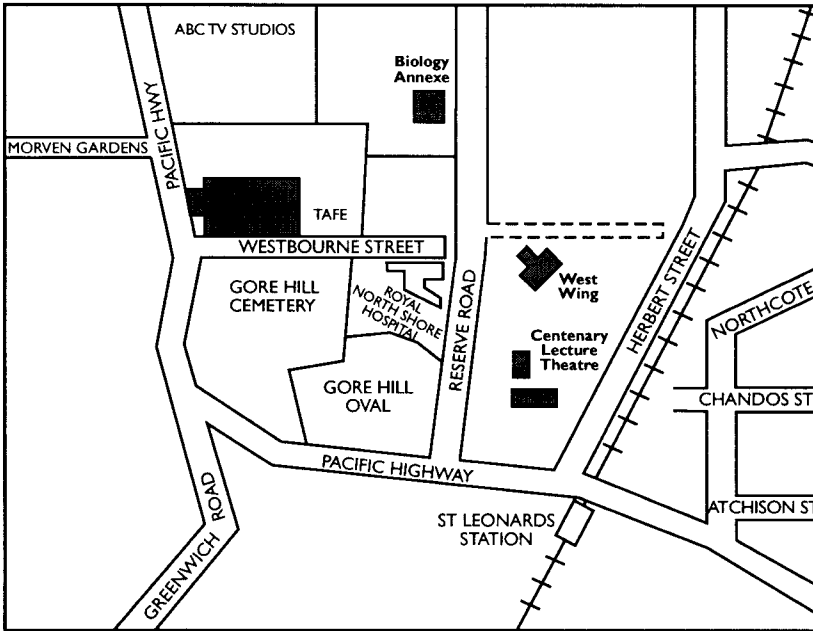 ABC TV STUDIOS
Biology
Annexe
PACIFIC HWY
MORVEN GARDENS
TAFE
WESTBOURNE STREET
GORE HILL
CEMETERY
ROYAL
NORTH SHORE
HOSPITAL
RESERVE ROAD
West
Wing
HERBERT STREET
NORTHCOTE
Centenary
Lecture
Theatre
GORE HILL
OVAL
CHANDOS ST
PACIFIC HIGHWAY
GREENWICH ROAD
ST LEONARDS
STATION
ATCHISON ST